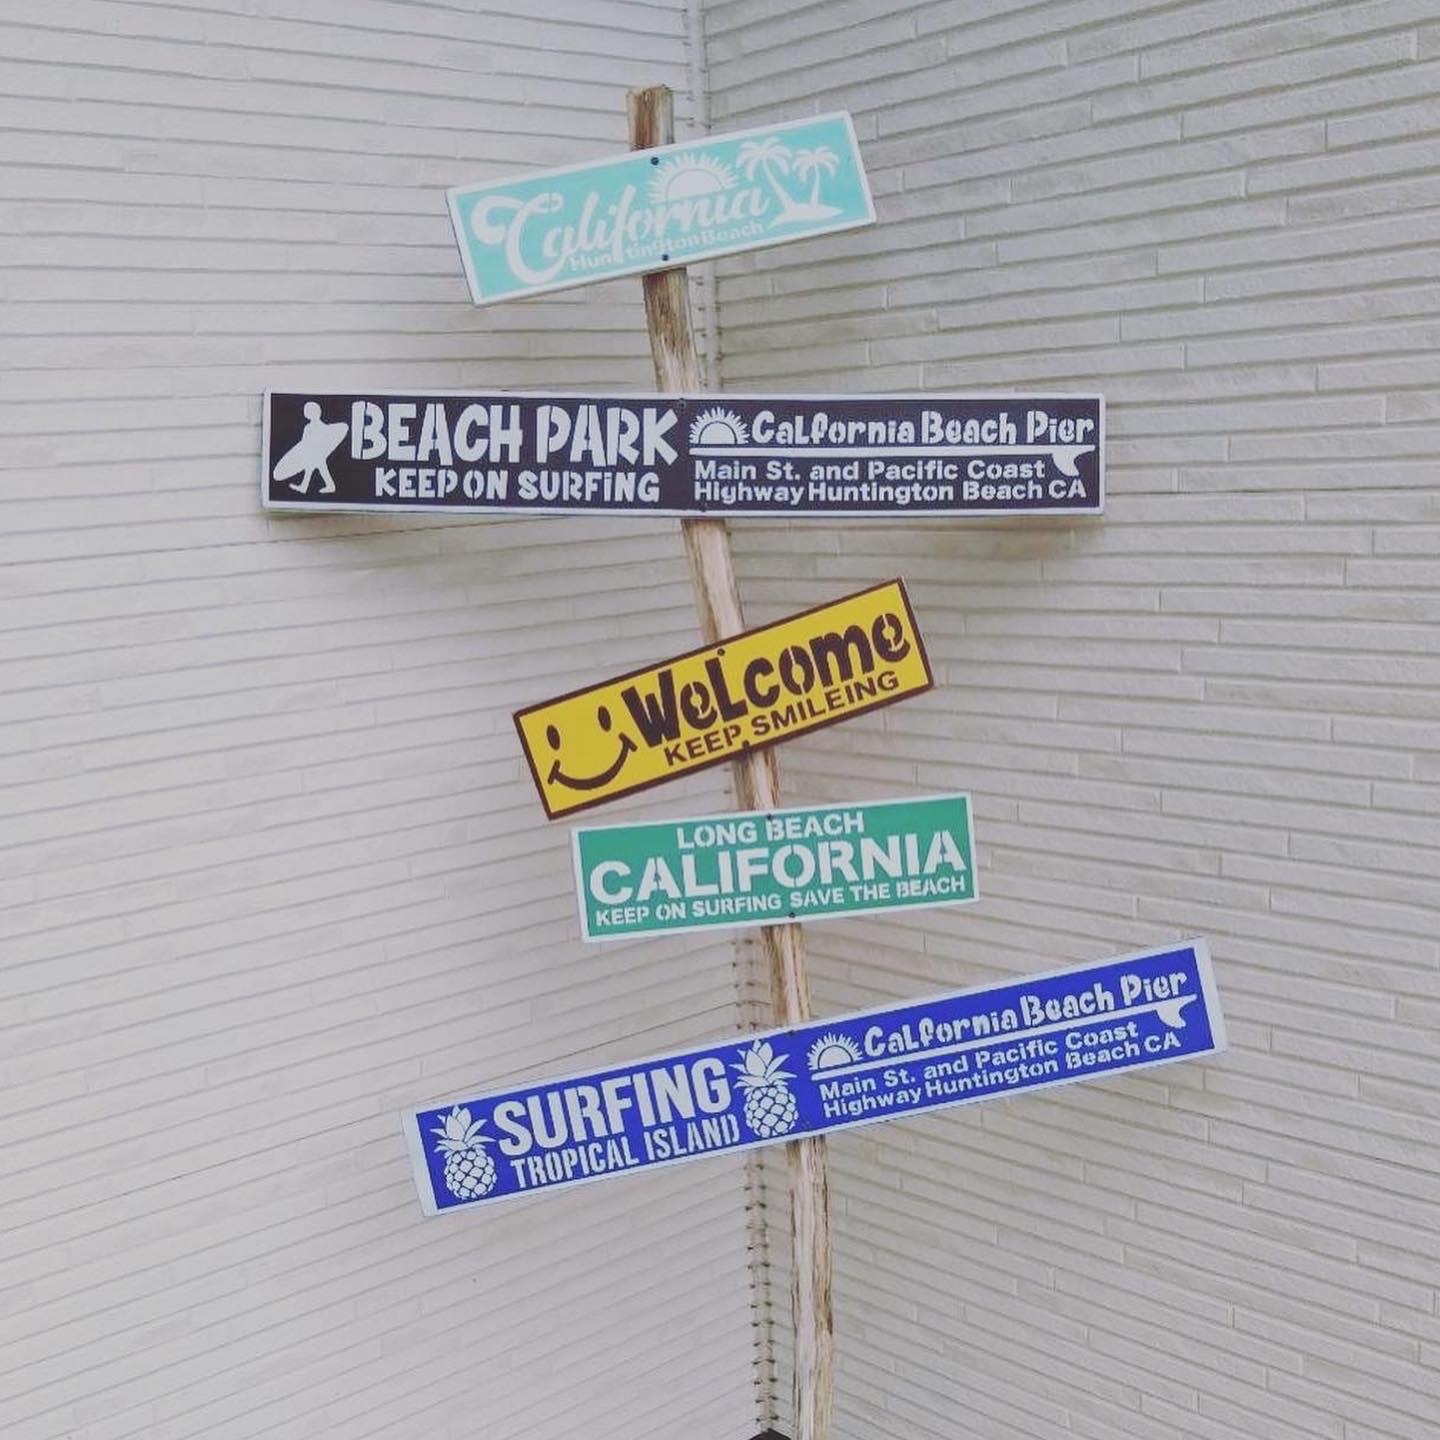 California
Huntington Beach
BEACH PARK
KEEP ON SURFING
CaLfornia Beach Pier
Main St. and Pacific Coast
Highway Huntington Beach CA
WeLcome
KEEP SMILEING
LONG BEACH
CALIFORNIA
KEEP ON SURFING SAVE THE BEACH
SURFING
TROPICAL ISLAND
CaLfornia Beach Pier
Main St. and Pacific Coast
Highway Huntington Beach CA